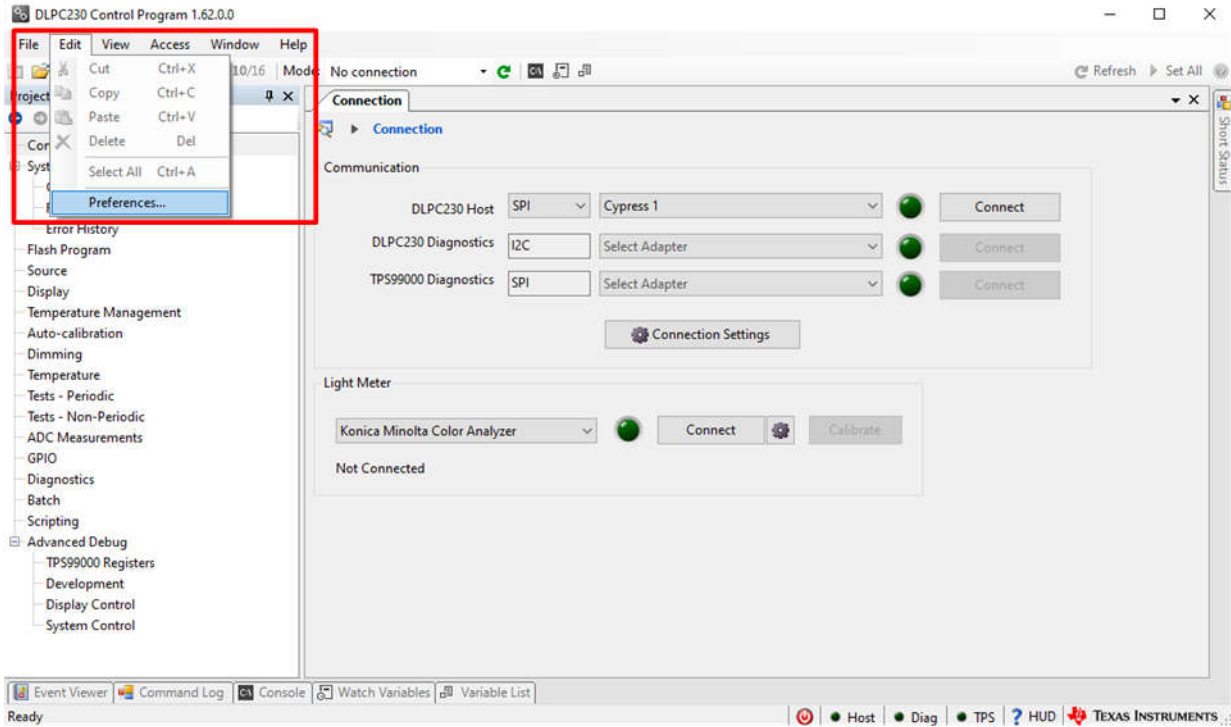 DLPC230 Control Program 1.62.0.0
File Edit View Access Window Help
10/16 Mode: No connection Refresh Set All
Cut Ctrl+X
Copy Ctrl+C
Paste Ctrl+V
Delete Del
Select All Ctrl+A
Preferences...
Project
Con
Syst
Error History
Flash Program
Source
Display
Temperature Management
Auto-calibration
Dimming
Temperature
Tests - Periodic
Tests - Non-Periodic
ADC Measurements
GPIO
Diagnostics
Batch
Scripting
Advanced Debug
TPS99000 Registers
Development
Display Control
System Control
Connection
Connection
Communication
DLPC230 Host SPI Cypress 1 Connect
DLPC230 Diagnostics I2C Select Adapter Connect
TPS99000 Diagnostics SPI Select Adapter Connect
Connection Settings
Light Meter
Konica Minolta Color Analyzer Connect Calibrate
Not Connected
Short Status
Event Viewer Command Log Console Watch Variables Variable List
Ready Host Diag TPS HUD TEXAS INSTRUMENTS